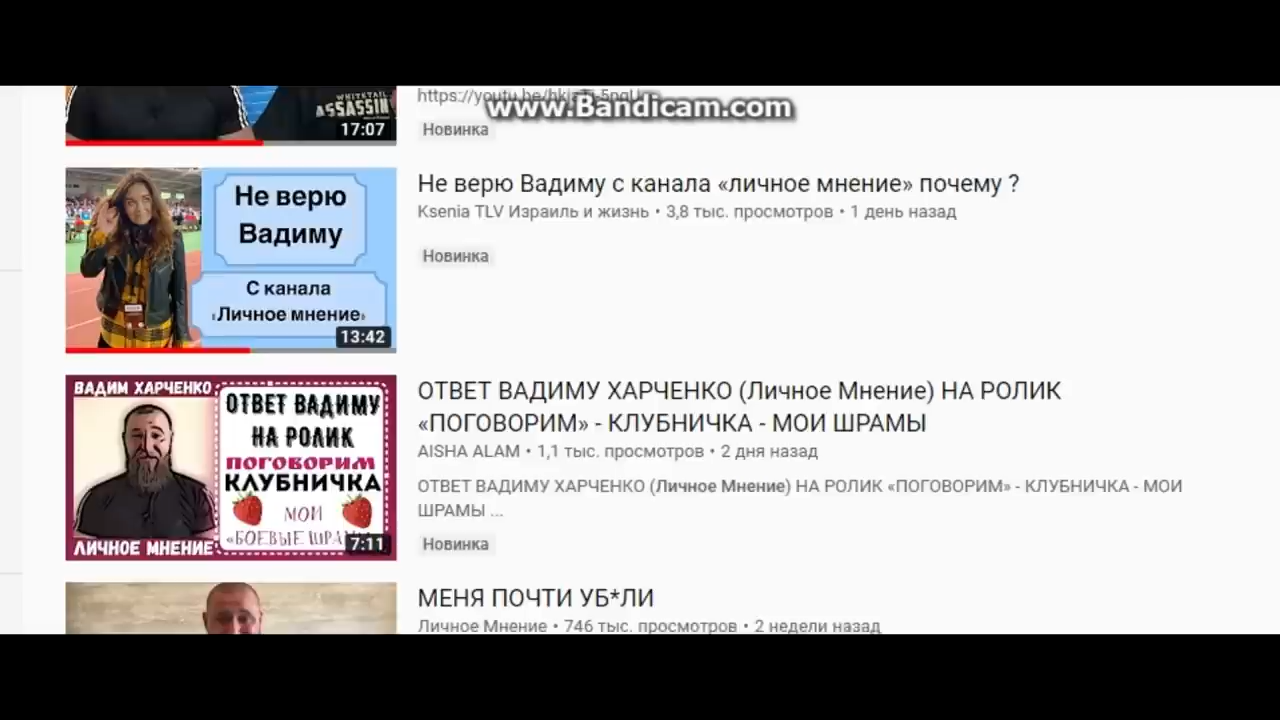 WHITETAIL
ASSASSIN
17:07
www.Bandicam.com
Новинка
Не верю
Вадиму
С канала
«Личное мнение»
13:42
Не верю Вадиму с канала «личное мнение» почему ?
Ksenia TLV Израиль и жизнь • 3,8 тыс. просмотров • 1 день назад
Новинка
ВАДИМ ХАРЧЕНКО
ОТВЕТ ВАДИМУ
НА РОЛИК
ПОГОВОРИМ
КЛУБНИЧКА
МОИ
ЛИЧНОЕ МНЕНИЕ
7:11
ОТВЕТ ВАДИМУ ХАРЧЕНКО (Личное Мнение) НА РОЛИК
«ПОГОВОРИМ» - КЛУБНИЧКА - МОИ ШРАМЫ
AISHA ALAM • 1,1 тыс. просмотров • 2 дня назад
ОТВЕТ ВАДИМУ ХАРЧЕНКО (Личное Мнение) НА РОЛИК «ПОГОВОРИМ» - КЛУБНИЧКА - МОИ
ШРАМЫ ...
Новинка
МЕНЯ ПОЧТИ УБ*ЛИ
Личное Мнение • 746 тыс. просмотров • 2 недели назад